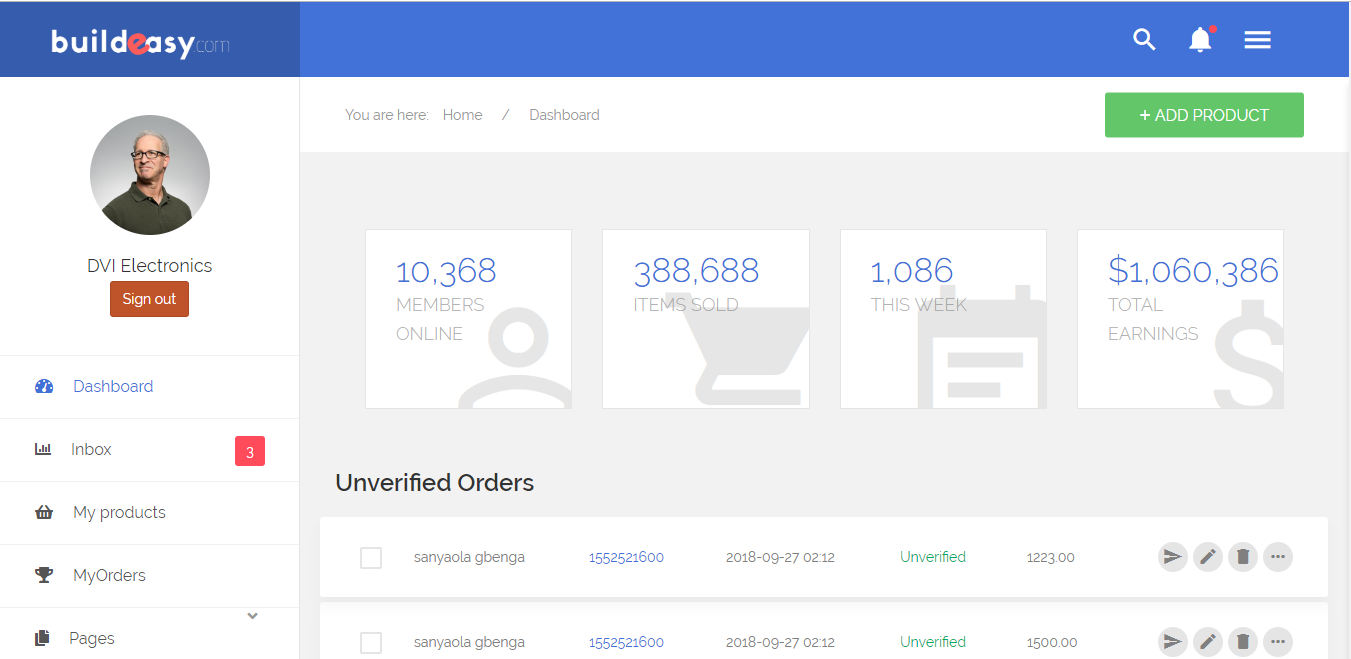 buildeasy.com
You are here: Home / Dashboard
+ ADD PRODUCT
DVI Electronics
Sign out
Dashboard
Inbox 3
My products
MyOrders
Pages
10,368
MEMBERS
ONLINE
388,688
ITEMS SOLD
1,086
THIS WEEK
$1,060,386
TOTAL
EARNINGS
Unverified Orders
sanyaola gbenga 1552521600 2018-09-27 02:12 Unverified 1223.00
sanyaola gbenga 1552521600 2018-09-27 02:12 Unverified 1500.00